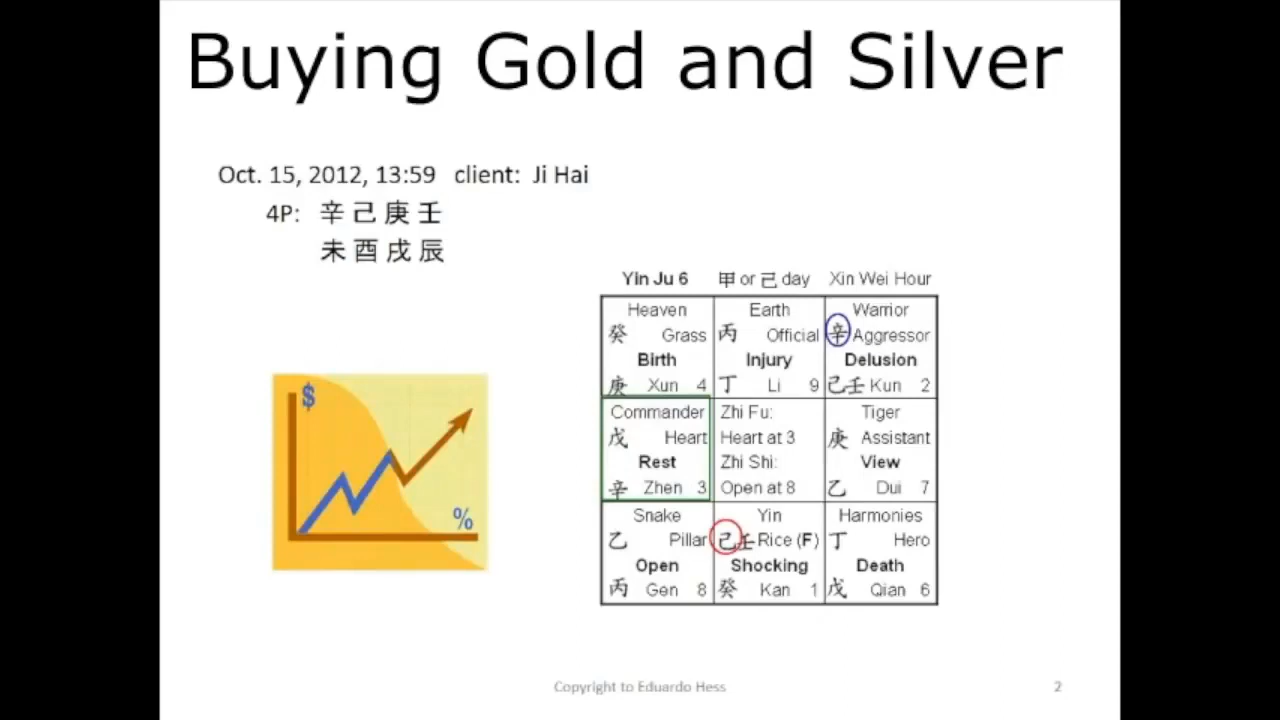 Buying Gold and Silver
Oct. 15, 2012, 13:59 client: Ji Hai
4P: 辛 己 庚 壬
未 酉 戌 辰
Yin Ju 6 甲 or 己 day Xin Wei Hour
Heaven Earth Warrior
癸 Grass 丙 Official 辛 Aggressor
Birth Injury Delusion
庚 Xun 4 丁 Li 9 己壬 Kun 2
Commander Zhi Fu: Tiger
戊 Heart Heart at 3 庚 Assistant
Rest Zhi Shi: View
辛 Zhen 3 Open at 8 乙 Dui 7
Snake Yin Harmonies
乙 Pillar 己壬 Rice (F) 丁 Hero
Open Shocking Death
丙 Gen 8 癸 Kan 1 戊 Qian 6
$
%
Copyright to Eduardo Hess 2